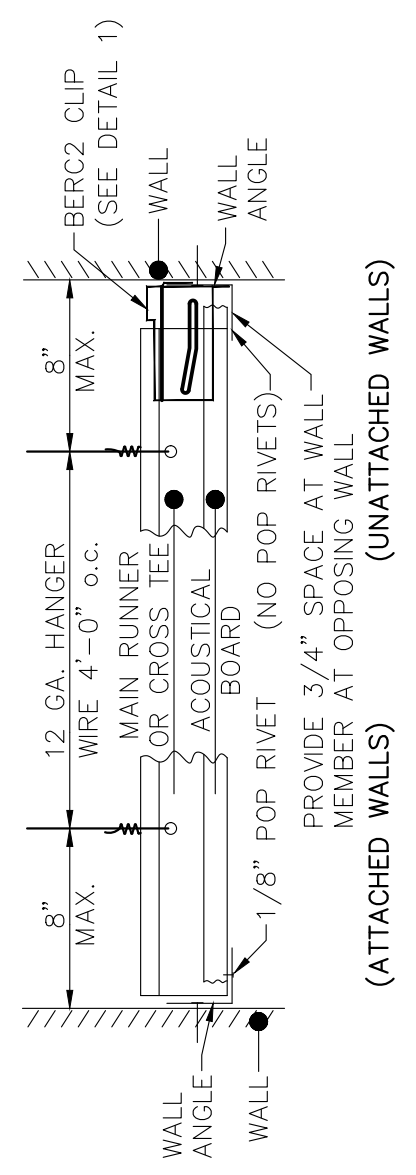 8"
MAX.
12 GA. HANGER
WIRE 4'-0" o.c.
8"
MAX.
BERC2 CLIP
(SEE DETAIL 1)
WALL
WALL
ANGLE
MAIN RUNNER
OR CROSS TEE
ACOUSTICAL
BOARD
WALL
ANGLE
WALL
1/8" POP RIVET
(NO POP RIVETS)
PROVIDE 3/4" SPACE AT WALL
MEMBER AT OPPOSING WALL
(ATTACHED WALLS)
(UNATTACHED WALLS)